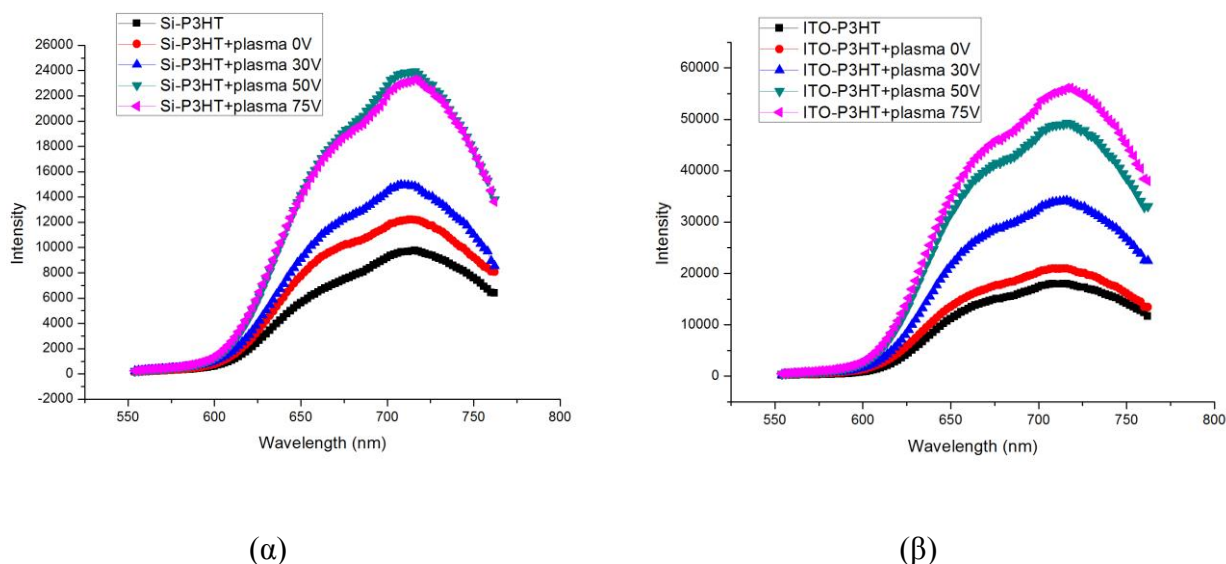 Si-P3HT
Si-P3HT+plasma 0V
Si-P3HT+plasma 30V
Si-P3HT+plasma 50V
Si-P3HT+plasma 75V
26000
24000
22000
20000
18000
16000
14000
12000
10000
8000
6000
4000
2000
0
-2000
Intensity
550 600 650 700 750 800
Wavelength (nm)
(α)
ITO-P3HT
ITO-P3HT+plasma 0V
ITO-P3HT+plasma 30V
ITO-P3HT+plasma 50V
ITO-P3HT+plasma 75V
60000
50000
40000
30000
20000
10000
0
Intensity
550 600 650 700 750 800
Wavelength (nm)
(β)